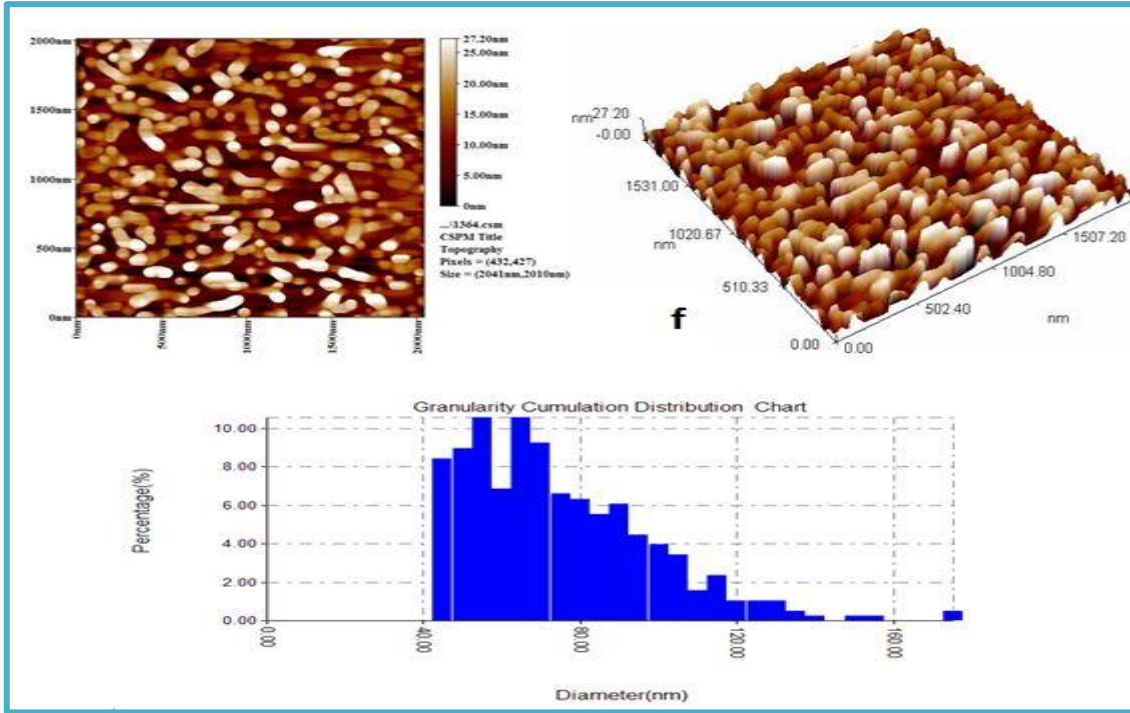 2000nm
1500nm
1000nm
500nm
0nm
0nm
500nm
1000nm
1500nm
2000nm
27.20nm
25.00nm
20.00nm
15.00nm
10.00nm
5.00nm
0nm
...\1364.csm
CSPM Title
Topography
Pixels = (432,427)
Size = (2041nm,2010nm)
nm
27.20
-0.00
1531.00
1020.67
nm
510.33
0.00
0.00
502.40
1004.80
1507.20
nm
f
Granularity Cumulation Distribution Chart
Percentage(%)
10.00
8.00
6.00
4.00
2.00
0.00
0.00
40.00
80.00
120.00
160.00
Diameter(nm)